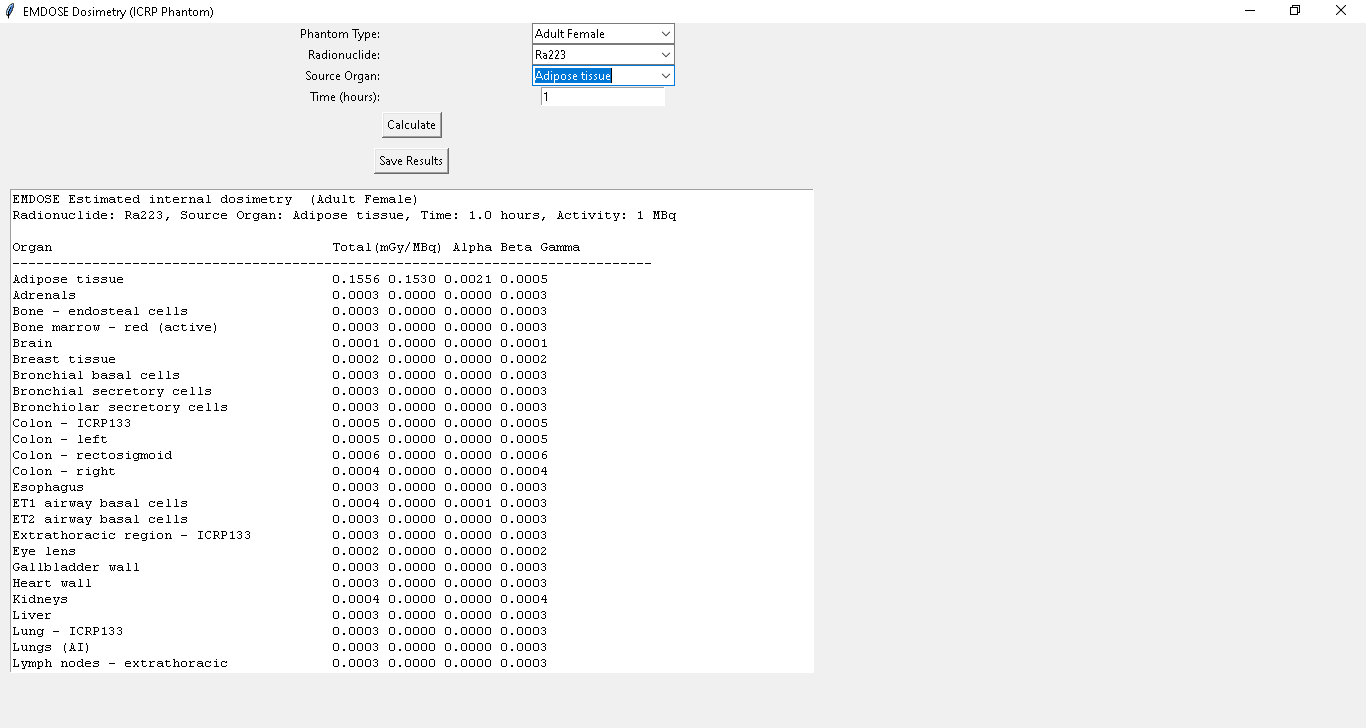 EMDOSE Dosimetry (ICRP Phantom)
Phantom Type: Adult Female
Radionuclide: Ra223
Source Organ: Adipose tissue
Time (hours): 1
Calculate
Save Results
EMDOSE Estimated internal dosimetry  (Adult Female)
Radionuclide: Ra223, Source Organ: Adipose tissue, Time: 1.0 hours, Activity: 1 MBq
Organ Total(mGy/MBq) Alpha Beta Gamma
--------------------------------------------------------------------------------
Adipose tissue 0.1556 0.1530 0.0021 0.0005
Adrenals 0.0003 0.0000 0.0000 0.0003
Bone - endosteal cells 0.0003 0.0000 0.0000 0.0003
Bone marrow - red (active) 0.0003 0.0000 0.0000 0.0003
Brain 0.0001 0.0000 0.0000 0.0001
Breast tissue 0.0002 0.0000 0.0000 0.0002
Bronchial basal cells 0.0003 0.0000 0.0000 0.0003
Bronchial secretory cells 0.0003 0.0000 0.0000 0.0003
Bronchiolar secretory cells 0.0003 0.0000 0.0000 0.0003
Colon - ICRP133 0.0005 0.0000 0.0000 0.0005
Colon - left 0.0005 0.0000 0.0000 0.0005
Colon - rectosigmoid 0.0006 0.0000 0.0000 0.0006
Colon - right 0.0004 0.0000 0.0000 0.0004
Esophagus 0.0003 0.0000 0.0000 0.0003
ET1 airway basal cells 0.0004 0.0000 0.0001 0.0003
ET2 airway basal cells 0.0003 0.0000 0.0000 0.0003
Extrathoracic region - ICRP133 0.0003 0.0000 0.0000 0.0003
Eye lens 0.0002 0.0000 0.0000 0.0002
Gallbladder wall 0.0003 0.0000 0.0000 0.0003
Heart wall 0.0003 0.0000 0.0000 0.0003
Kidneys 0.0004 0.0000 0.0000 0.0004
Liver 0.0003 0.0000 0.0000 0.0003
Lung - ICRP133 0.0003 0.0000 0.0000 0.0003
Lungs (AI) 0.0003 0.0000 0.0000 0.0003
Lymph nodes - extrathoracic 0.0003 0.0000 0.0000 0.0003